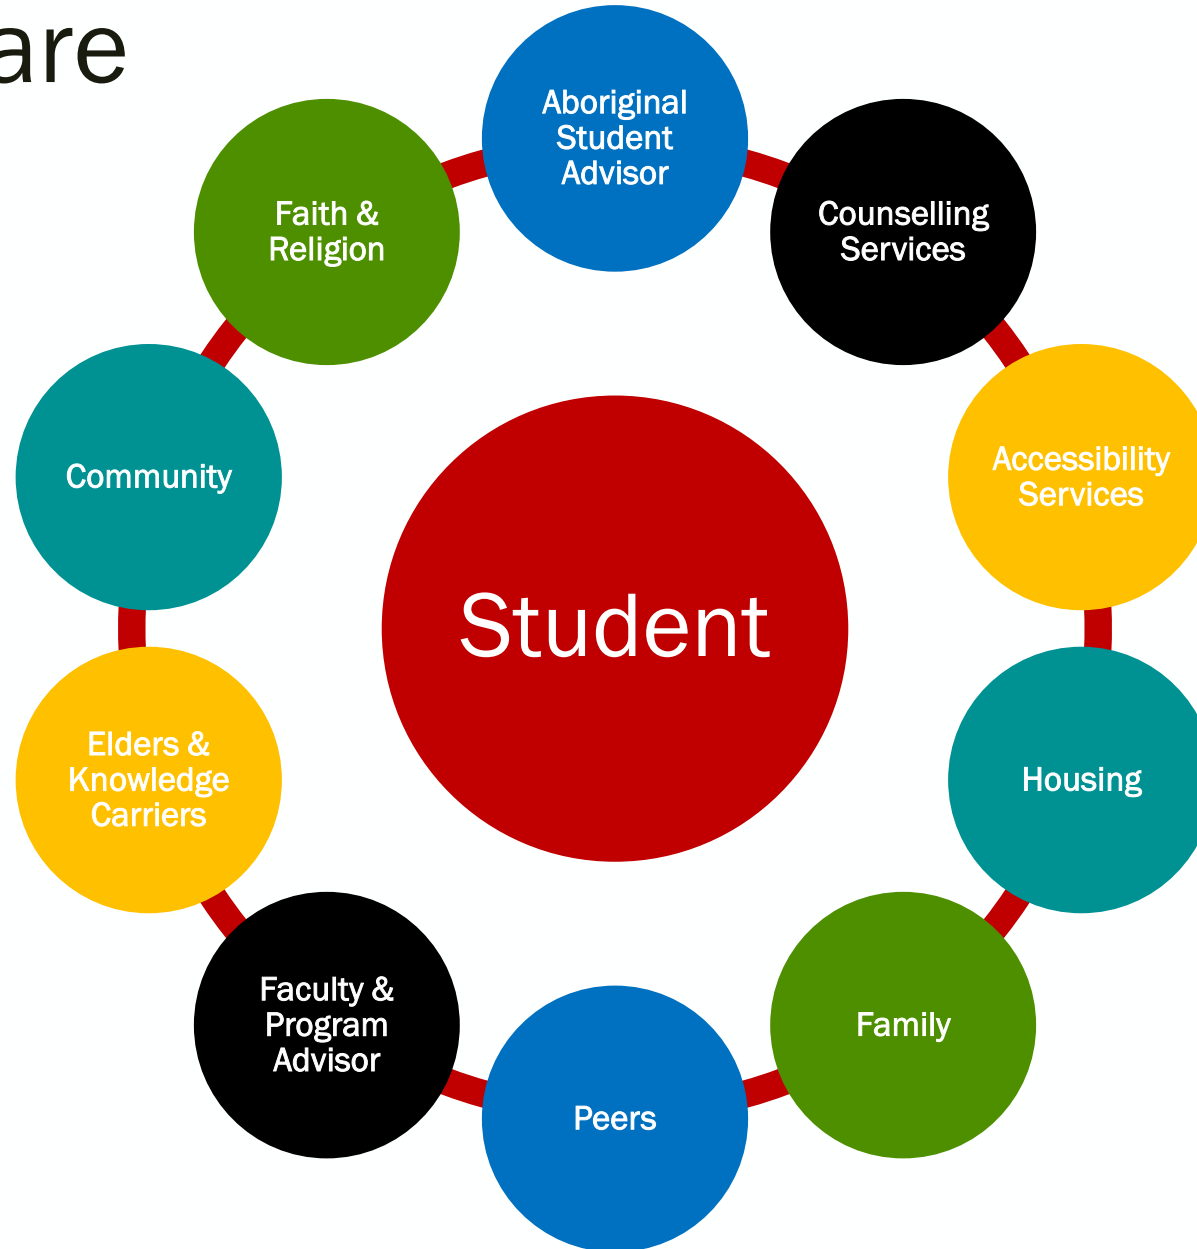 are
Aboriginal
Student
Advisor
Counselling
Services
Accessibility
Services
Housing
Family
Peers
Faculty &
Program
Advisor
Elders &
Knowledge
Carriers
Community
Faith &
Religion
Student